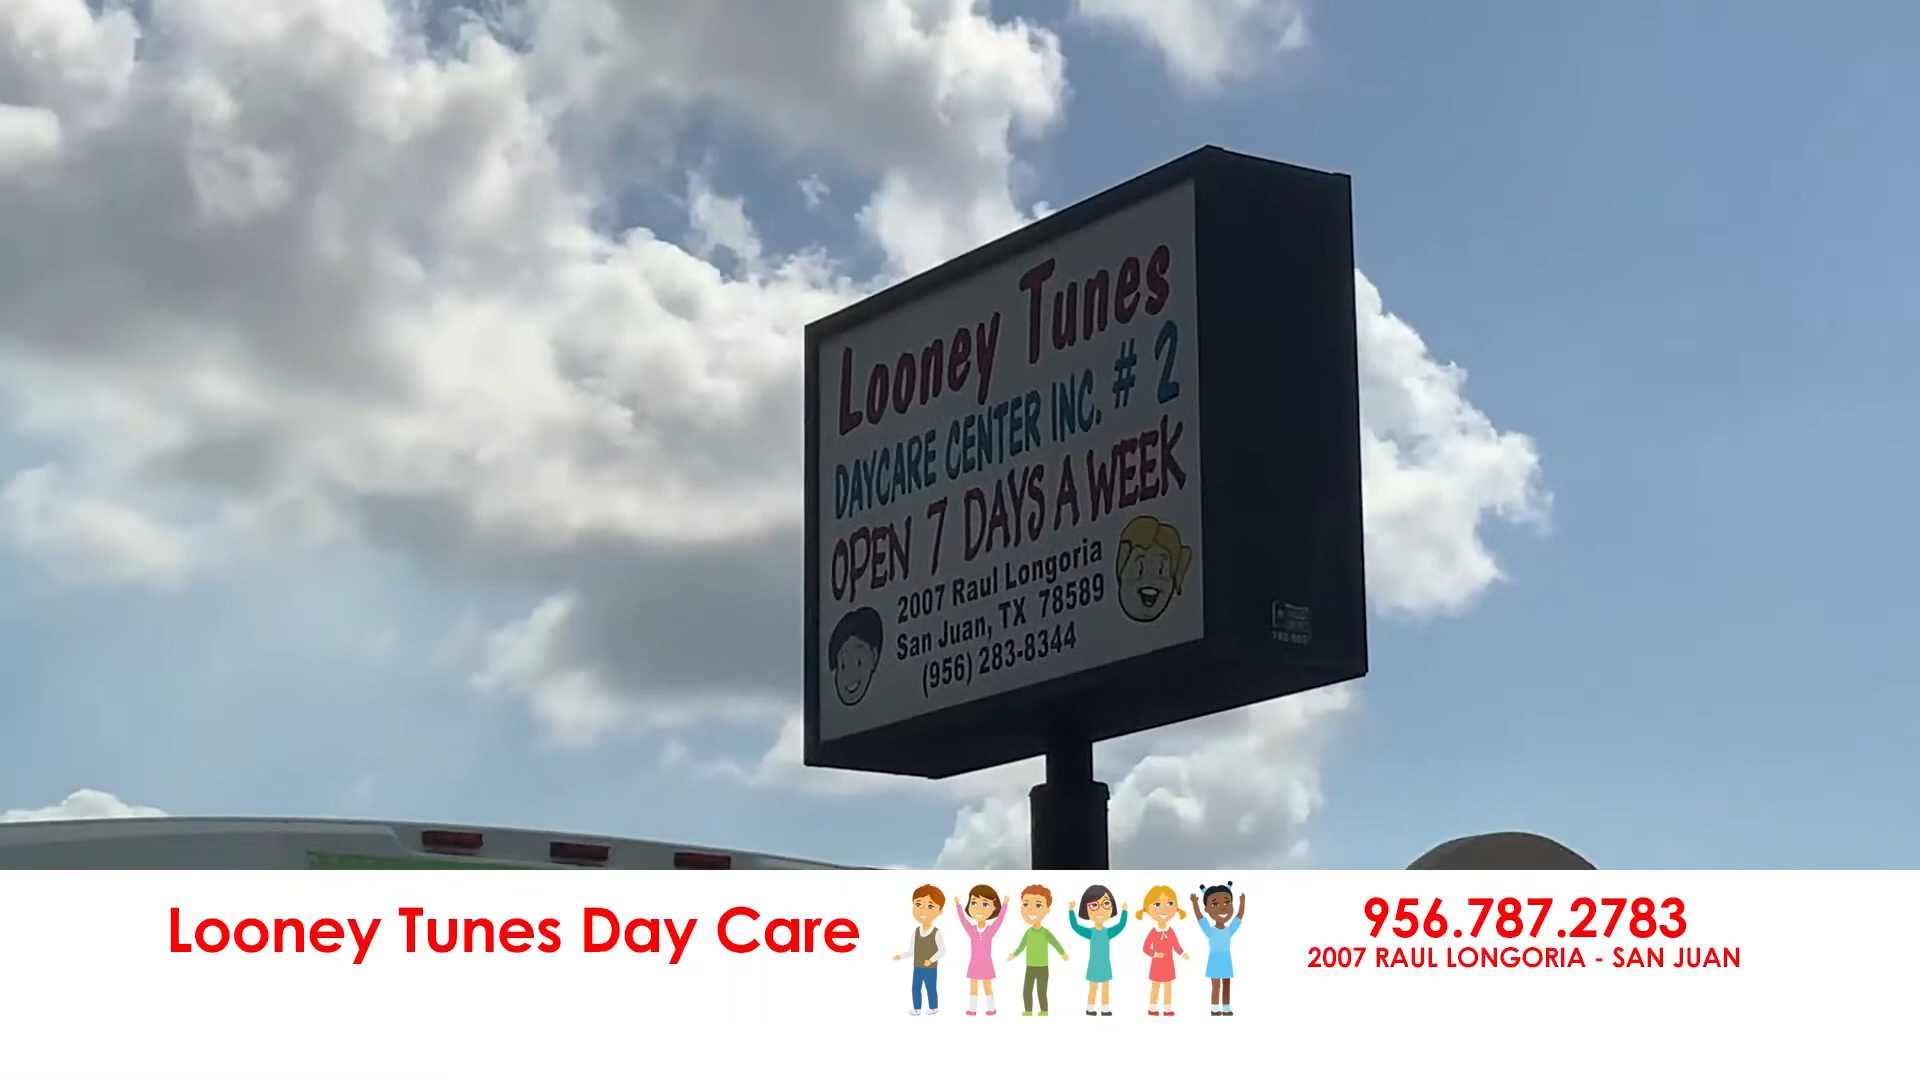 Looney Tunes
DAYCARE CENTER INC. # 2
OPEN 7 DAYS A WEEK
2007 Raul Longoria
San Juan, TX 78589
(956) 283-8344
Looney Tunes Day Care
956.787.2783
2007 RAUL LONGORIA - SAN JUAN